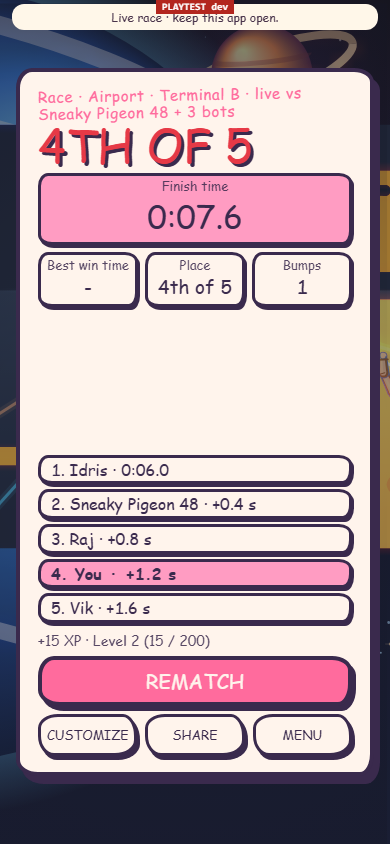 PLAYTEST dev
Live race · keep this app open.
Race · Airport · Terminal B · live vs
Sneaky Pigeon 48 + 3 bots
4TH OF 5
Finish time
0:07.6
Best win time
-
Place
4th of 5
Bumps
1
1. Idris · 0:06.0
2. Sneaky Pigeon 48 · +0.4 s
3. Raj · +0.8 s
4. You · +1.2 s
5. Vik · +1.6 s
+15 XP · Level 2 (15 / 200)
REMATCH
CUSTOMIZE
SHARE
MENU